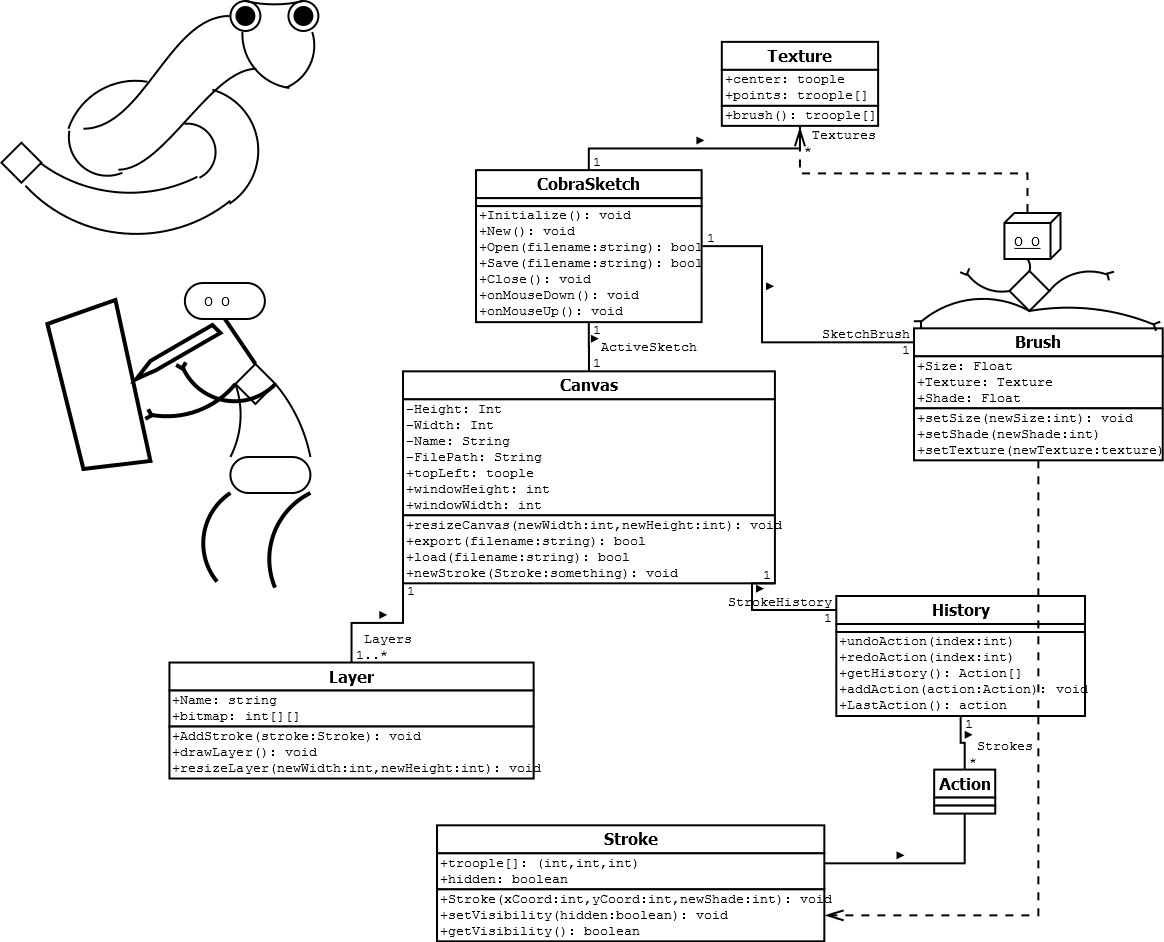 Texture
+center: toople
+points: troople[]
+brush(): troople[]
Textures
*
1
CobraSketch
+Initialize(): void
+New(): void
+Open(filename:string): bool
+Save(filename:string): bool
+Close(): void
+onMouseDown(): void
+onMouseUp(): void
1
O O
O O
SketchBrush
1
Brush
+Size: Float
+Texture: Texture
+Shade: Float
+setSize(newSize:int): void
+setShade(newShade:int)
+setTexture(newTexture:texture)
1
ActiveSketch
1
Canvas
-Height: Int
-Width: Int
-Name: String
-FilePath: String
+topLeft: toople
+windowHeight: int
+windowWidth: int
+resizeCanvas(newWidth:int,newHeight:int): void
+export(filename:string): bool
+load(filename:string): bool
+newStroke(Stroke:something): void
1
1
StrokeHistory
1
History
+undoAction(index:int)
+redoAction(index:int)
+getHistory(): Action[]
+addAction(action:Action): void
+LastAction(): action
Layers
1..*
Layer
+Name: string
+bitmap: int[][]
+AddStroke(stroke:Stroke): void
+drawLayer(): void
+resizeLayer(newWidth:int,newHeight:int): void
1
Strokes
*
Action
Stroke
+troople[]: (int,int,int)
+hidden: boolean
+Stroke(xCoord:int,yCoord:int,newShade:int): void
+setVisibility(hidden:boolean): void
+getVisibility(): boolean